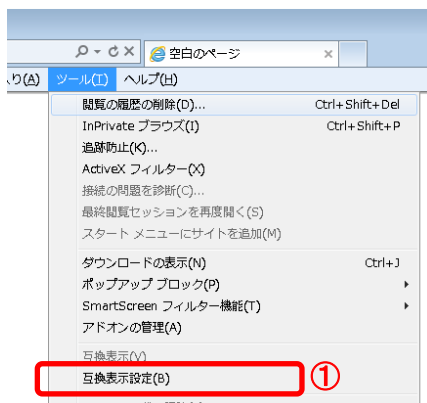 空白のページ
り(A) ツール(T) ヘルプ(H)
閲覧の履歴の削除(D)... Ctrl+Shift+Del
InPrivate ブラウズ(I) Ctrl+Shift+P
追跡防止(K)...
ActiveX フィルター(X)
接続の問題を診断(C)...
最終閲覧セッションを再度開く(S)
スタート メニューにサイトを追加(M)
ダウンロードの表示(N) Ctrl+J
ポップアップ ブロック(P)
SmartScreen フィルター機能(T)
アドオンの管理(A)
互換表示(V)
互換表示設定(B) ①